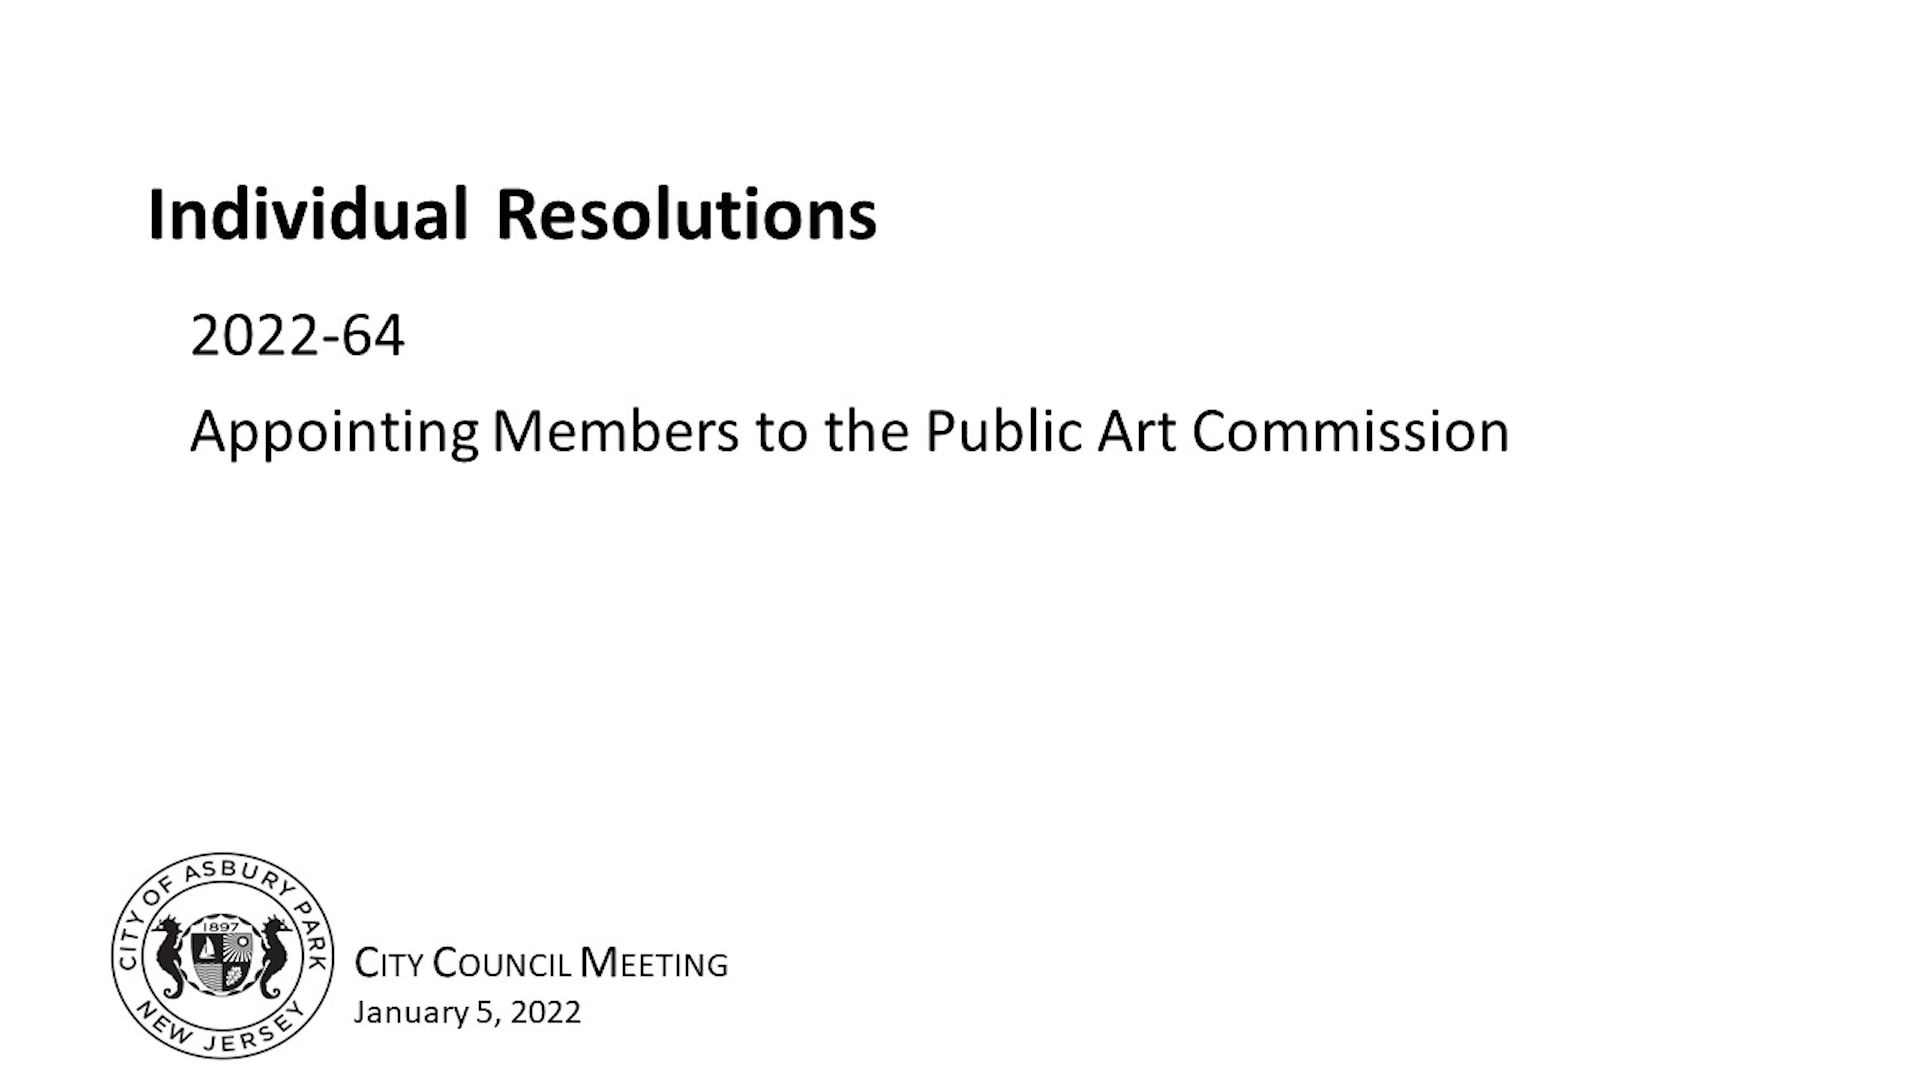 Individual Resolutions
2022-64
Appointing Members to the Public Art Commission
CITY OF ASBURY PARK
1897
NEW JERSEY
CITY COUNCIL MEETING
January 5, 2022